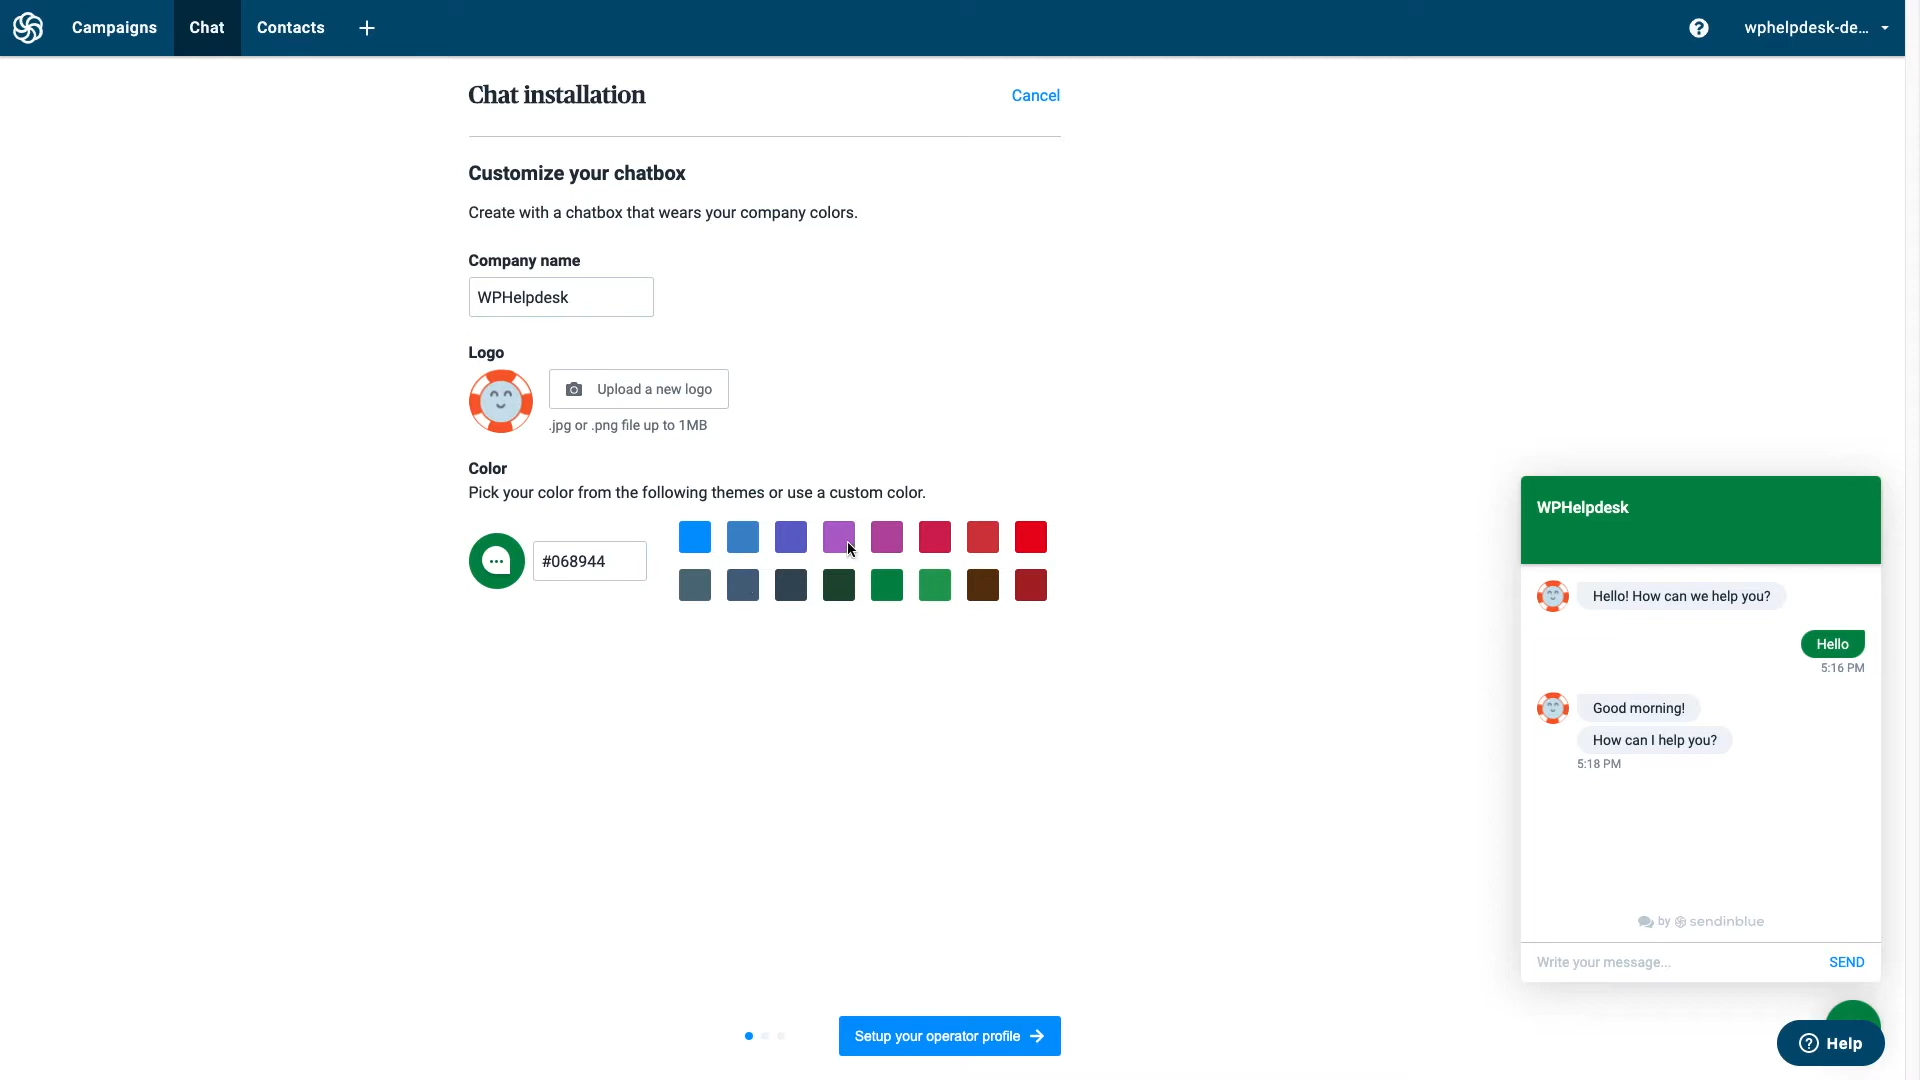 Campaigns Chat Contacts + wphelpdesk-de...
Chat installation Cancel
Customize your chatbox
Create with a chatbox that wears your company colors.
Company name
WPHelpdesk
Logo
Upload a new logo
.jpg or .png file up to 1MB
Color
Pick your color from the following themes or use a custom color.
#068944
WPHelpdesk
Hello! How can we help you?
Hello
5:16 PM
Good morning!
How can I help you?
5:18 PM
by sendinblue
Write your message... SEND
Setup your operator profile
Help